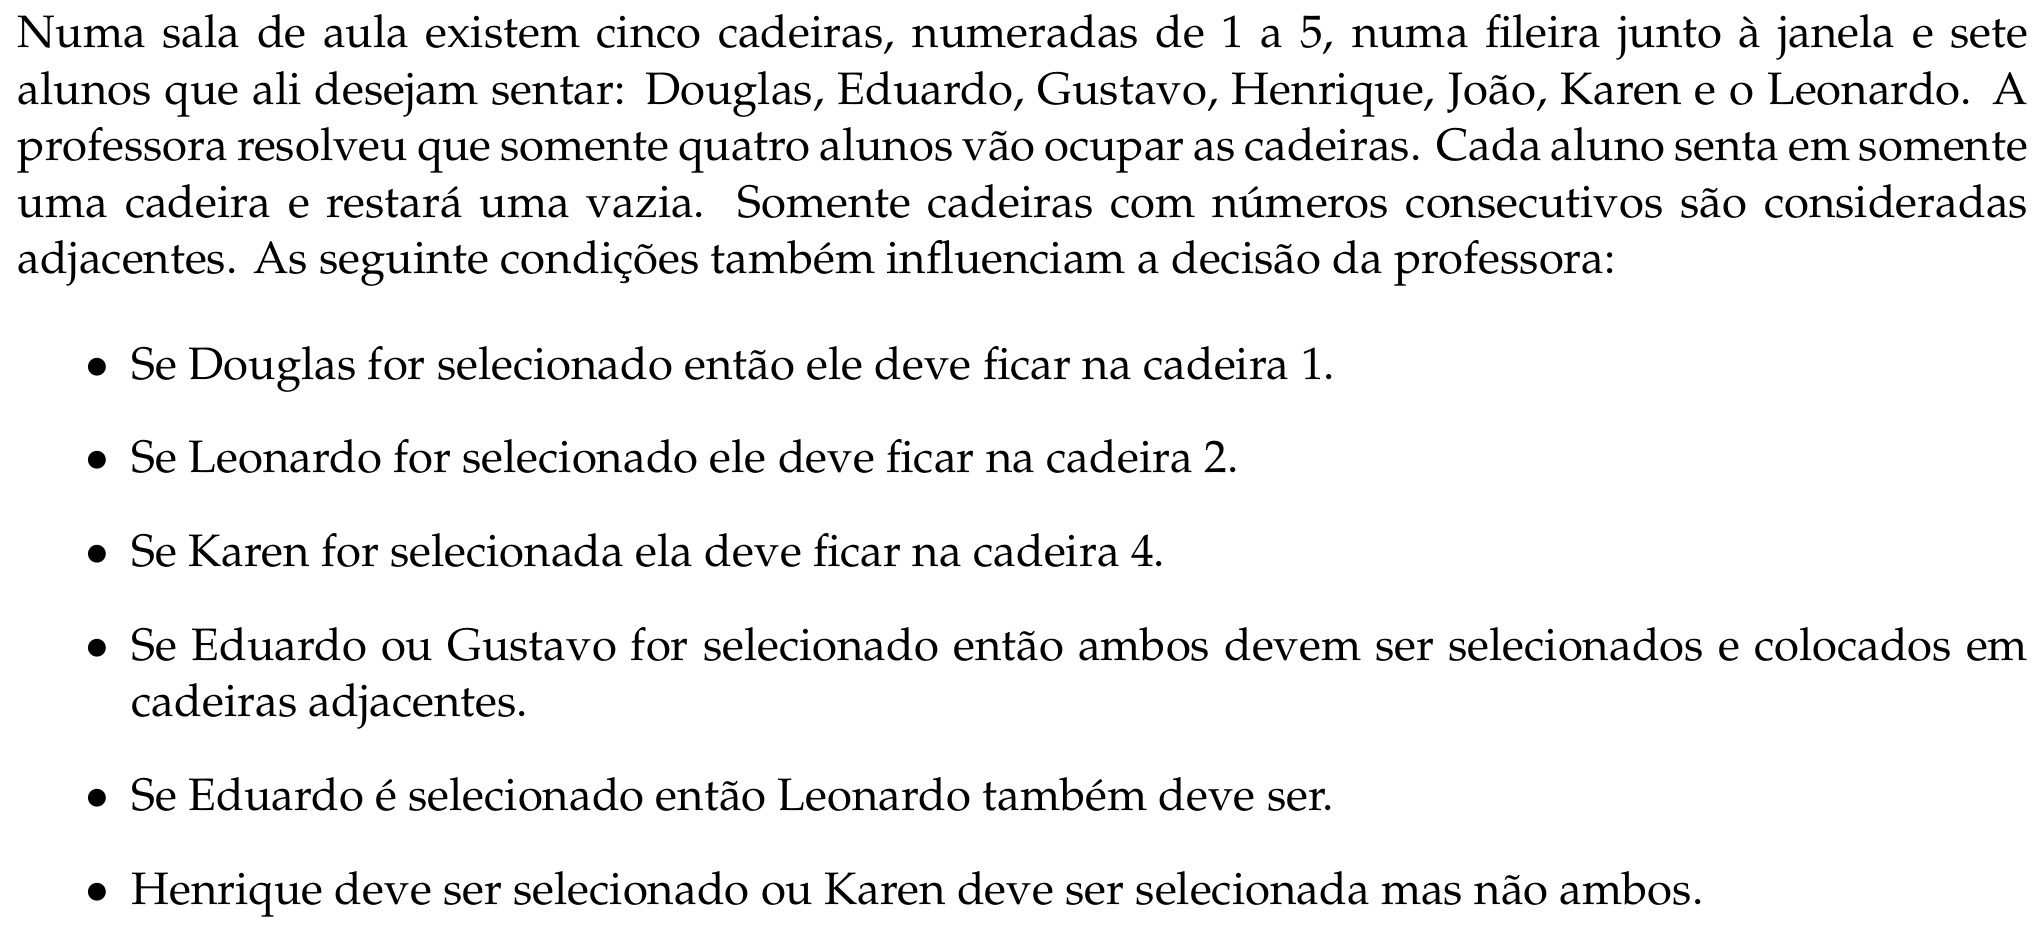 Numa sala de aula existem cinco cadeiras, numeradas de 1 a 5, numa fileira junto à janela e sete
alunos que ali desejam sentar: Douglas, Eduardo, Gustavo, Henrique, João, Karen e o Leonardo. A
professora resolveu que somente quatro alunos vão ocupar as cadeiras. Cada aluno senta em somente
uma cadeira e restará uma vazia. Somente cadeiras com números consecutivos são consideradas
adjacentes. As seguinte condições também influenciam a decisão da professora:
• Se Douglas for selecionado então ele deve ficar na cadeira 1.
• Se Leonardo for selecionado ele deve ficar na cadeira 2.
• Se Karen for selecionada ela deve ficar na cadeira 4.
• Se Eduardo ou Gustavo for selecionado então ambos devem ser selecionados e colocados em
cadeiras adjacentes.
• Se Eduardo é selecionado então Leonardo também deve ser.
• Henrique deve ser selecionado ou Karen deve ser selecionada mas não ambos.